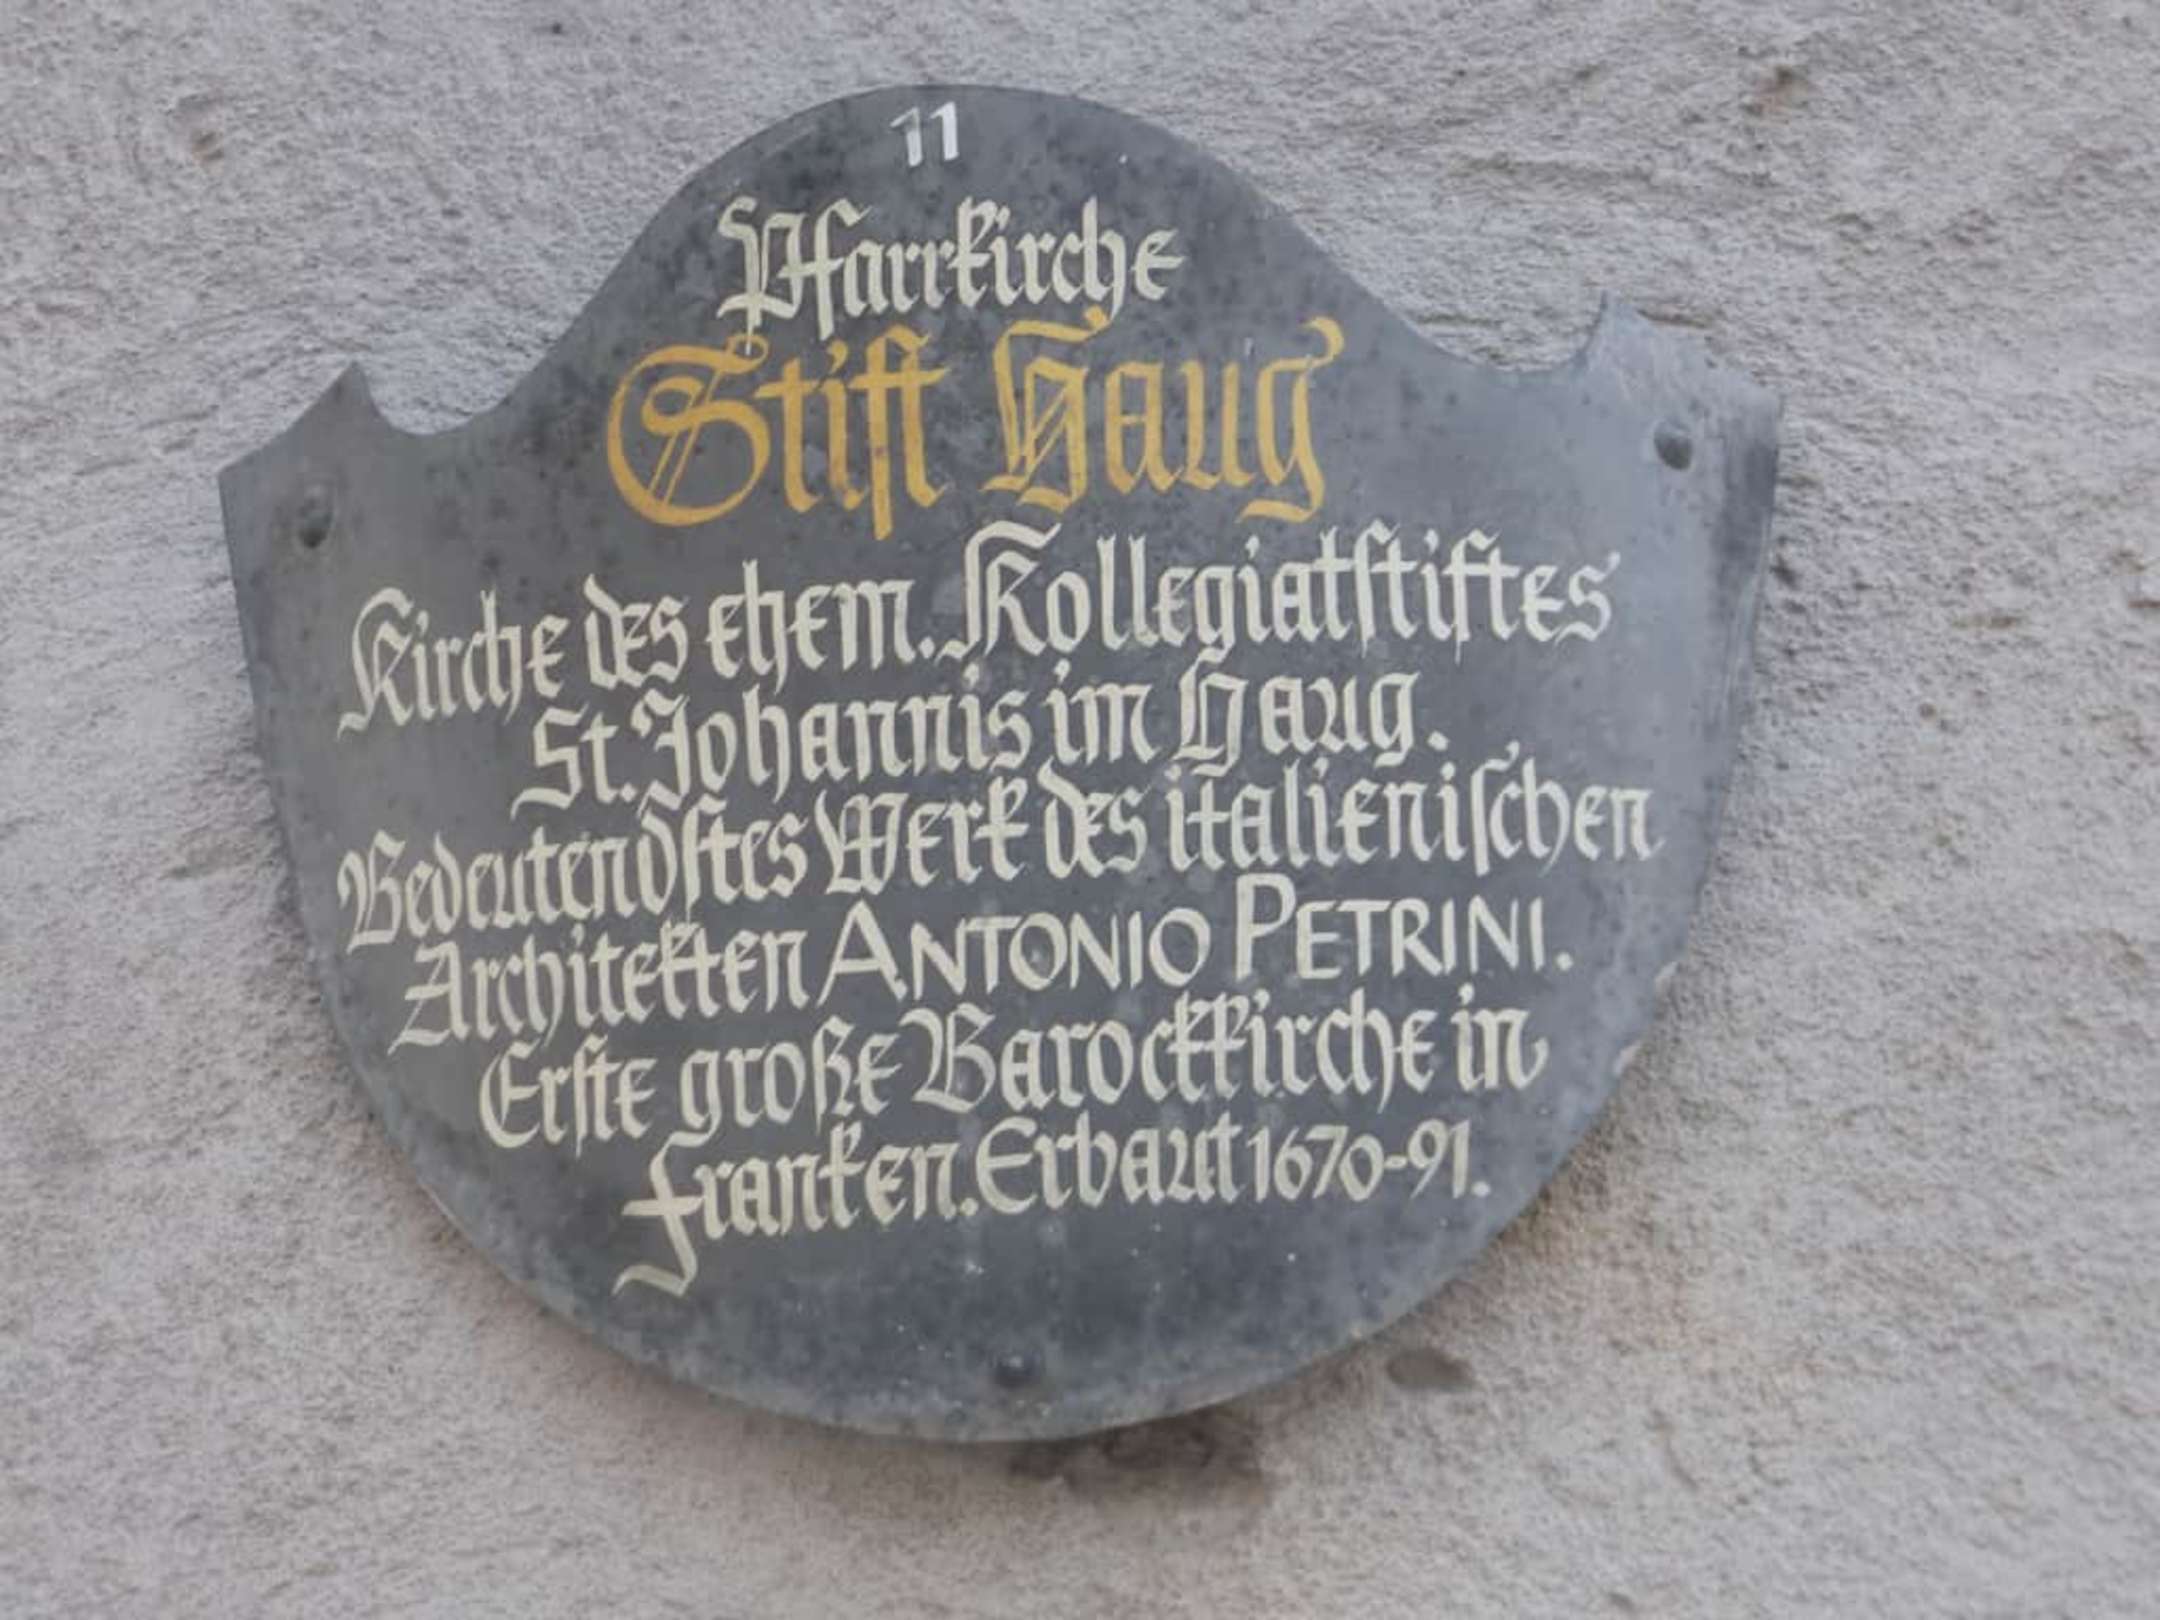 11
Pfarrkirche
Stift Haug
Kirche des ehem. Kollegiatstiftes
St. Johannis im Haug.
Bedeutendstes Werk des italienischen
Architekten ANTONIO PETRINI.
Erste große Barockkirche in
Franken. Erbaut 1670-91.